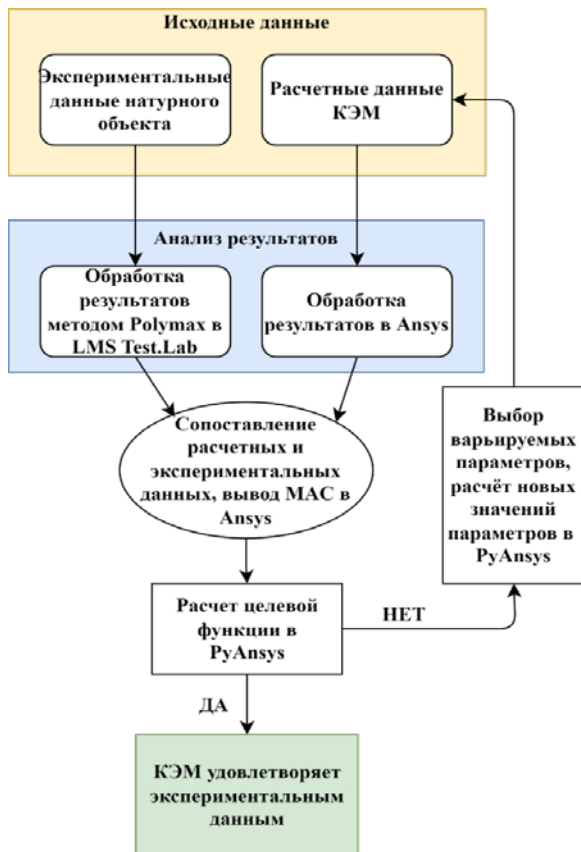 Исходные данные
Экспериментальные
данные натурного
объекта
Расчетные данные
КЭМ
Анализ результатов
Обработка
результатов
методом Polymax в
LMS Test.Lab
Обработка
результатов в Ansys
Сопоставление
расчетных и
экспериментальных
данных, вывод MAC в
Ansys
Выбор
варьируемых
параметров,
расчёт новых
значений
параметров в
PyAnsys
Расчет целевой
функции в
PyAnsys
НЕТ
ДА
КЭМ удовлетворяет
экспериментальным
данным